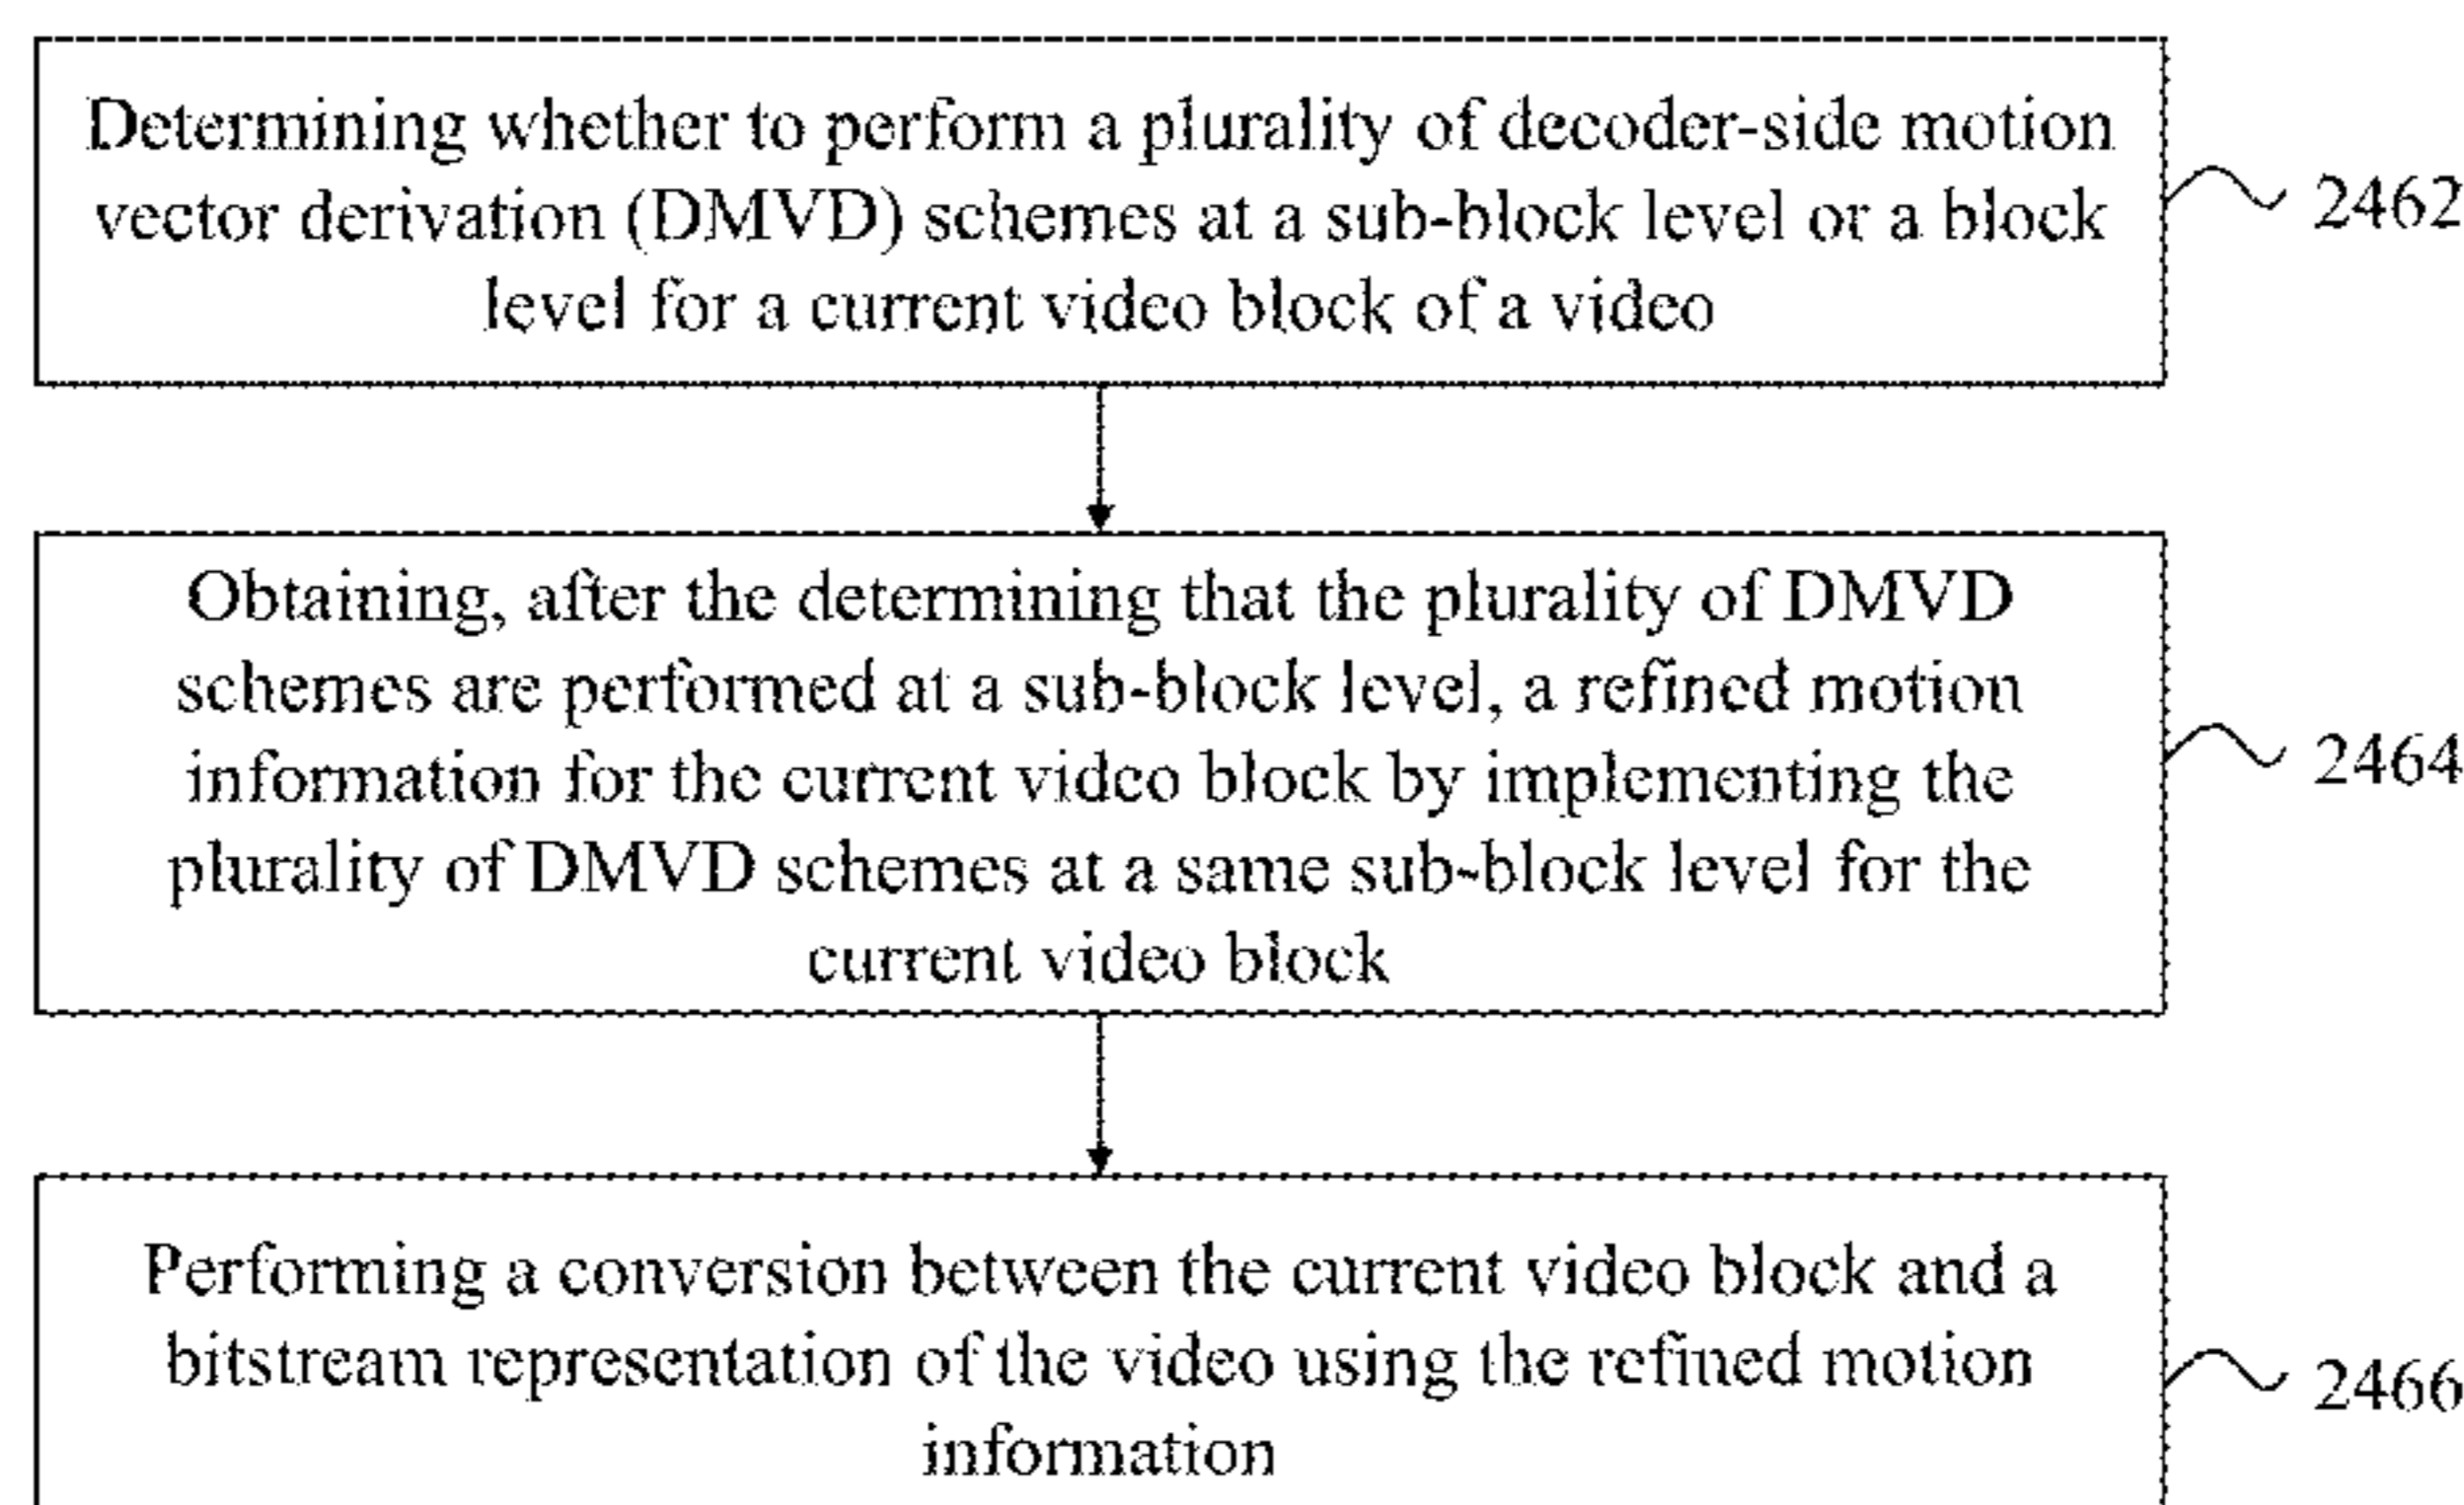 Determining whether to perform a plurality of decoder-side motion
vector derivation (DMVD) schemes at a sub-block level or a block
level for a current video block of a video
2462
Obtaining, after the determining that the plurality of DMVD
schemes are performed at a sub-block level, a refined motion
information for the current video block by implementing the
plurality of DMVD schemes at a same sub-block level for the
current video block
2464
Performing a conversion between the current video block and a
bitstream representation of the video using the refined motion
information
2466